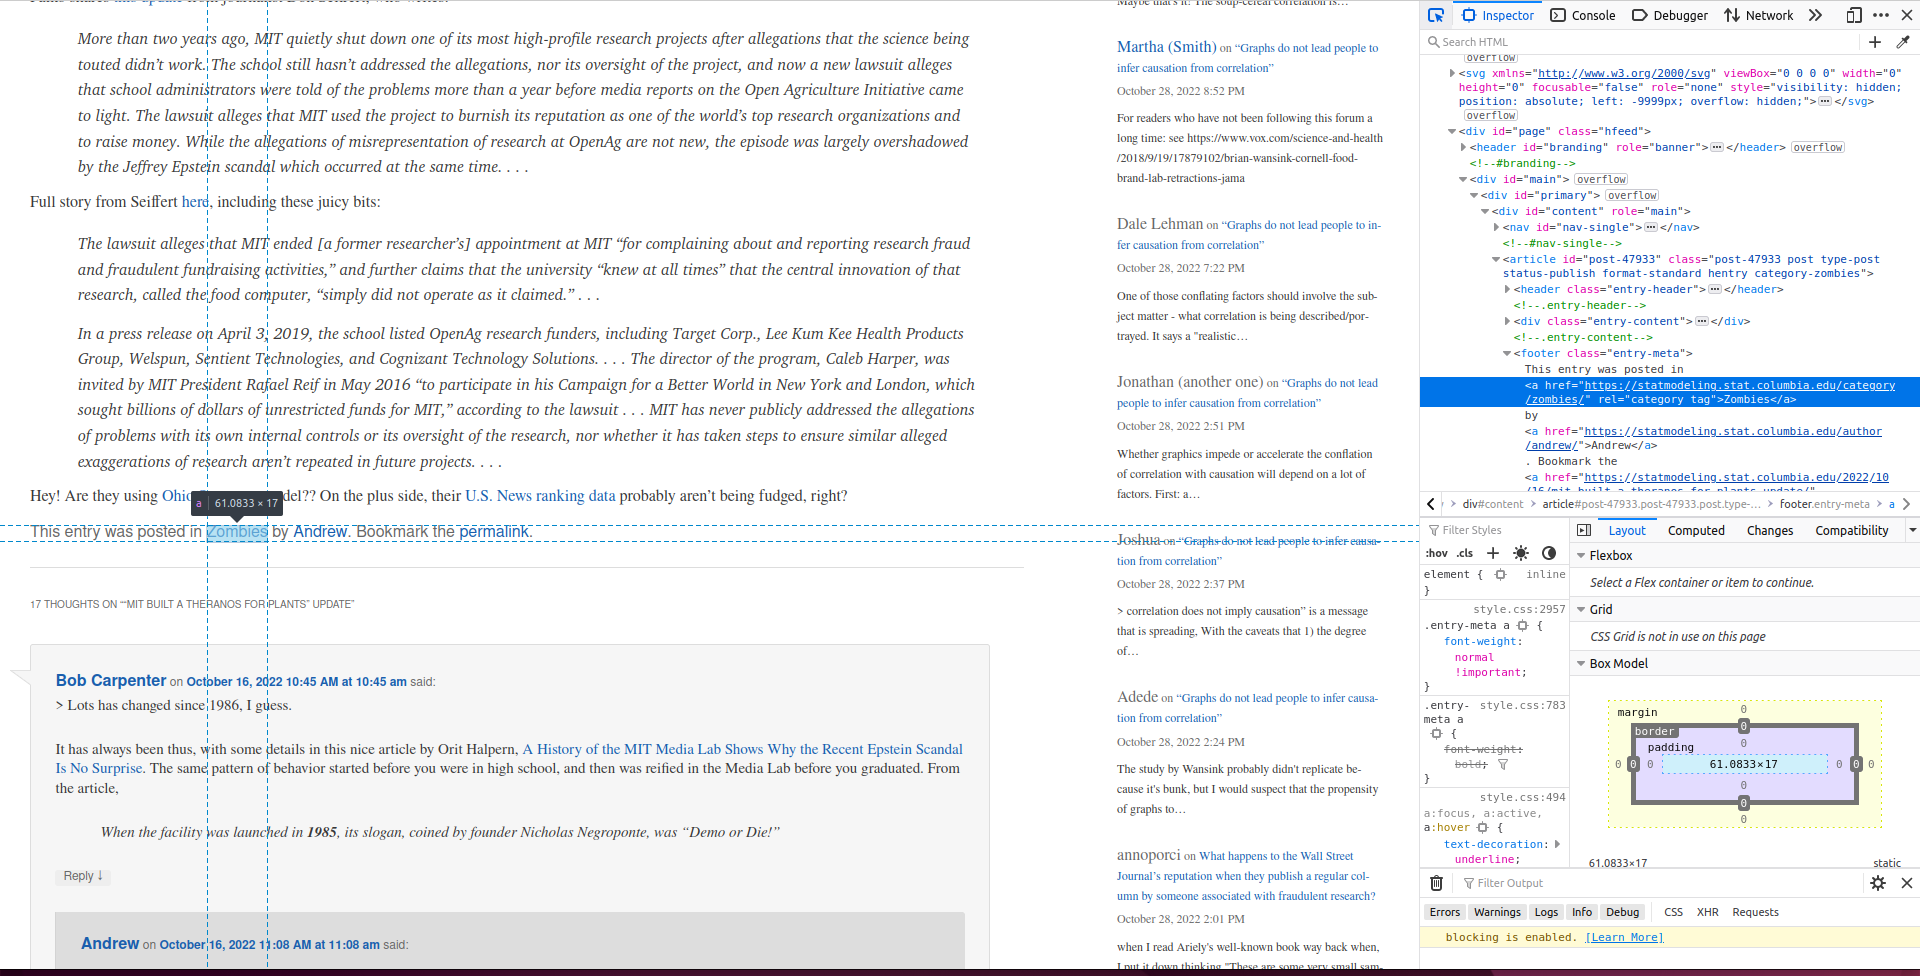 More than two years ago, MIT quietly shut down one of its most high-profile research projects after allegations that the science being
touted didn’t work. The school still hasn’t addressed the allegations, nor its oversight of the project, and now a new lawsuit alleges
that school administrators were told of the problems more than a year before media reports on the Open Agriculture Initiative came
to light. The lawsuit alleges that MIT used the project to burnish its reputation as one of the world’s top research organizations and
to raise money. While the allegations of misrepresentation of research at OpenAg are not new, the episode was largely overshadowed
by the Jeffrey Epstein scandal which occurred at the same time. . . .
Full story from Seiffert here, including these juicy bits:
The lawsuit alleges that MIT ended [a former researcher’s] appointment at MIT “for complaining about and reporting research fraud
and fraudulent fundraising activities,” and further claims that the university “knew at all times” that the central innovation of that
research, called the food computer, “simply did not operate as it claimed.” . . .
In a press release on April 3, 2019, the school listed OpenAg research funders, including Target Corp., Lee Kum Kee Health Products
Group, Welspun, Sentient Technologies, and Cognizant Technology Solutions. . . . The director of the program, Caleb Harper, was
invited by MIT President Rafael Reif in May 2016 “to participate in his Campaign for a Better World in New York and London, which
sought billions of dollars of unrestricted funds for MIT,” according to the lawsuit . . . MIT has never publicly addressed the allegations
of problems with its own internal controls or its oversight of the research, nor whether it has taken steps to ensure similar alleged
exaggerations of research aren’t repeated in future projects. . . .
Hey! Are they using Ohio del?? On the plus side, their U.S. News ranking data probably aren’t being fudged, right?
a 61.0833 × 17
This entry was posted in Zombies by Andrew. Bookmark the permalink.
17 THOUGHTS ON ““MIT BUILT A THERANOS FOR PLANTS” UPDATE”
Bob Carpenter on October 16, 2022 10:45 AM at 10:45 am said:
> Lots has changed since 1986, I guess.
It has always been thus, with some details in this nice article by Orit Halpern, A History of the MIT Media Lab Shows Why the Recent Epstein Scandal
Is No Surprise. The same pattern of behavior started before you were in high school, and then was reified in the Media Lab before you graduated. From
the article,
When the facility was launched in 1985, its slogan, coined by founder Nicholas Negroponte, was “Demo or Die!”
Reply ↓
Andrew on October 16, 2022 11:08 AM at 11:08 am said:
Martha (Smith) on “Graphs do not lead people to
infer causation from correlation”
October 28, 2022 8:52 PM
For readers who have not been following this forum a
long time: see https://www.vox.com/science-and-health
/2018/9/19/17879102/brian-wansink-cornell-food-
brand-lab-retractions-jama
Dale Lehman on “Graphs do not lead people to in-
fer causation from correlation”
October 28, 2022 7:22 PM
One of those conflating factors should involve the sub-
ject matter - what correlation is being described/por-
trayed. It says a "realistic…
Jonathan (another one) on “Graphs do not lead
people to infer causation from correlation”
October 28, 2022 2:51 PM
Whether graphics impede or accelerate the conflation
of correlation with causation will depend on a lot of
factors. First: a…
Joshua on “Graphs do not lead people to infer causa-
tion from correlation”
October 28, 2022 2:37 PM
> correlation does not imply causation” is a message
that is spreading, With the caveats that 1) the degree
of…
Adede on “Graphs do not lead people to infer causa-
tion from correlation”
October 28, 2022 2:24 PM
The study by Wansink probably didn't replicate be-
cause it's bunk, but I would suspect that the propensity
of graphs to…
annoporci on What happens to the Wall Street
Journal’s reputation when they publish a regular col-
umn by someone associated with fraudulent research?
October 28, 2022 2:01 PM
when I read Ariely's well-known book way back when,
I put it down thinking "These are some very small sam-
Inspector Console Debugger Network
Search HTML
overflow
<svg xmlns="http://www.w3.org/2000/svg" viewBox="0 0 0 0" width="0"
height="0" focusable="false" role="none" style="visibility: hidden;
position: absolute; left: -9999px; overflow: hidden;"> </svg>
overflow
<div id="page" class="hfeed">
<header id="branding" role="banner"> </header> overflow
<!--#branding-->
<div id="main"> overflow
<div id="primary"> overflow
<div id="content" role="main">
<nav id="nav-single"> </nav>
<!--#nav-single-->
<article id="post-47933" class="post-47933 post type-post
status-publish format-standard hentry category-zombies">
<header class="entry-header"> </header>
<!--.entry-header-->
<div class="entry-content"> </div>
<!--.entry-content-->
<footer class="entry-meta">
This entry was posted in
<a href="https://statmodeling.stat.columbia.edu/category
/zombies/" rel="category tag">Zombies</a>
by
<a href="https://statmodeling.stat.columbia.edu/author
/andrew/">Andrew</a>
. Bookmark the
<a href="https://statmodeling.stat.columbia.edu/2022/10
div#content article#post-47933.post-47933.post.type-… footer.entry-meta a
Filter Styles
:hov .cls
element { inline
}
style.css:2957
.entry-meta a {
font-weight:
normal
!important;
}
.entry- style.css:783
meta a
{
font-weight:
bold;
}
style.css:494
a:focus, a:active,
a:hover {
text-decoration:
underline;
Layout Computed Changes Compatibility
Flexbox
Select a Flex container or item to continue.
Grid
CSS Grid is not in use on this page
Box Model
margin 0
border 0
padding 0
0 0 0 61.0833×17 0 0 0
0
0
0
61.0833×17 static
Filter Output
Errors Warnings Logs Info Debug CSS XHR Requests
blocking is enabled. [Learn More]